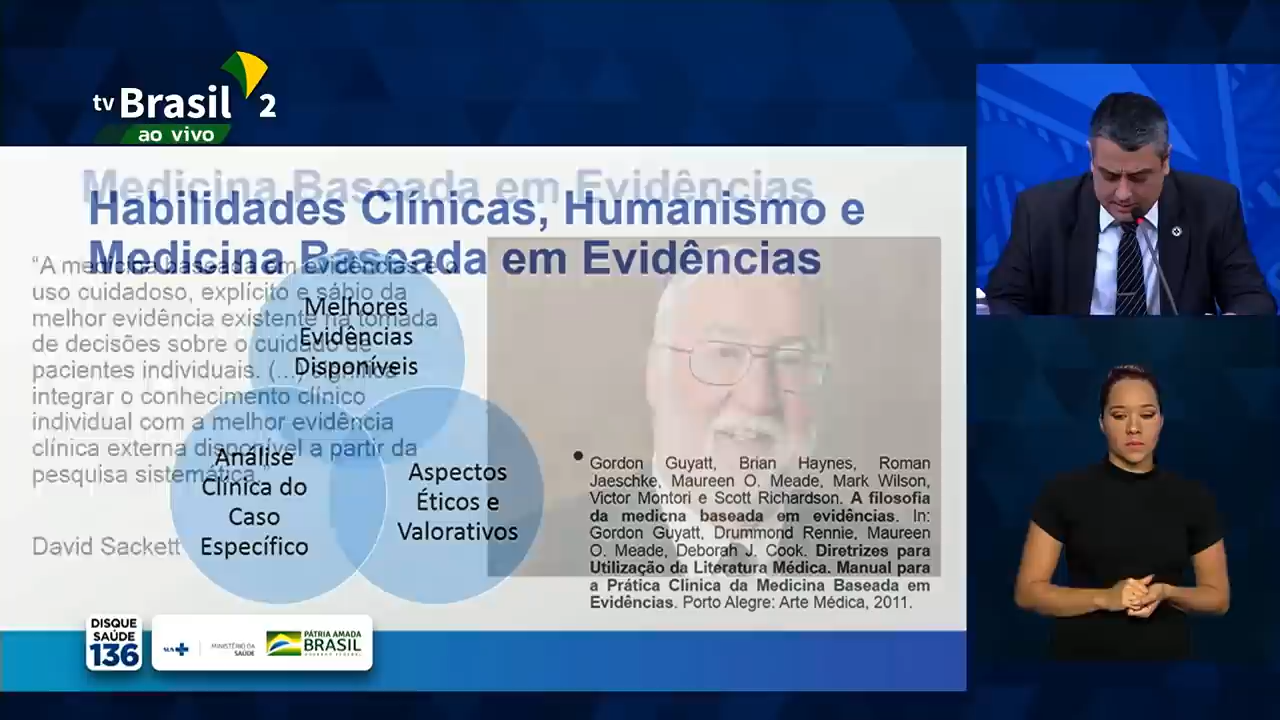 tv Brasil 2
ao vivo
Medicina Baseada em Evidências
Habilidades Clínicas, Humanismo e
Medicina Baseada em Evidências
“A medicina baseada em evidências é o
uso cuidadoso, explícito e sábio da
melhor evidência existente na tomada
de decisões sobre o cuidado de
pacientes individuais. (...) significa
integrar o conhecimento clínico
individual com a melhor evidência
clínica externa disponível a partir da
pesquisa sistemática.”
David Sackett
Melhores
Evidências
Disponíveis
Análise
Clínica do
Caso
Específico
Aspectos
Éticos e
Valorativos
• Gordon Guyatt, Brian Haynes, Roman
Jaeschke, Maureen O. Meade, Mark Wilson,
Victor Montori e Scott Richardson. A filosofia
da medicna baseada em evidências. In:
Gordon Guyatt, Drummond Rennie, Maureen
O. Meade, Deborah J. Cook. Diretrizes para
Utilização da Literatura Médica. Manual para
a Prática Clínica da Medicina Baseada em
Evidências. Porto Alegre: Arte Médica, 2011.
DISQUE
SAÚDE
136
SUS
MINISTÉRIO DA
SAÚDE
PÁTRIA AMADA
BRASIL
GOVERNO FEDERAL